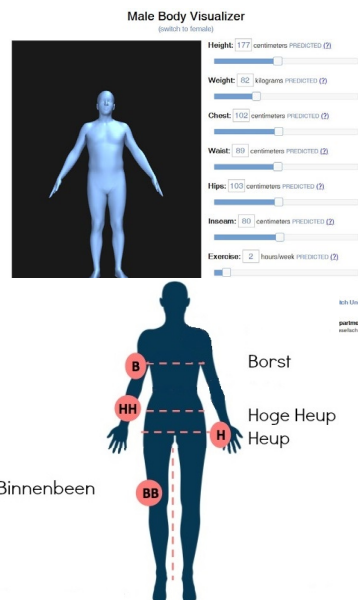 Male Body Visualizer
(switch to female)
Height: 177 centimeters PREDICTED (?)
Weight: 82 kilograms PREDICTED (?)
Chest: 102 centimeters PREDICTED (?)
Waist: 89 centimeters PREDICTED (?)
Hips: 103 centimeters PREDICTED (?)
Inseam: 80 centimeters PREDICTED (?)
Exercise: 2 hours/week PREDICTED (?)
B
Borst
HH
Hoge Heup
H
Heup
Binnenbeen
BB